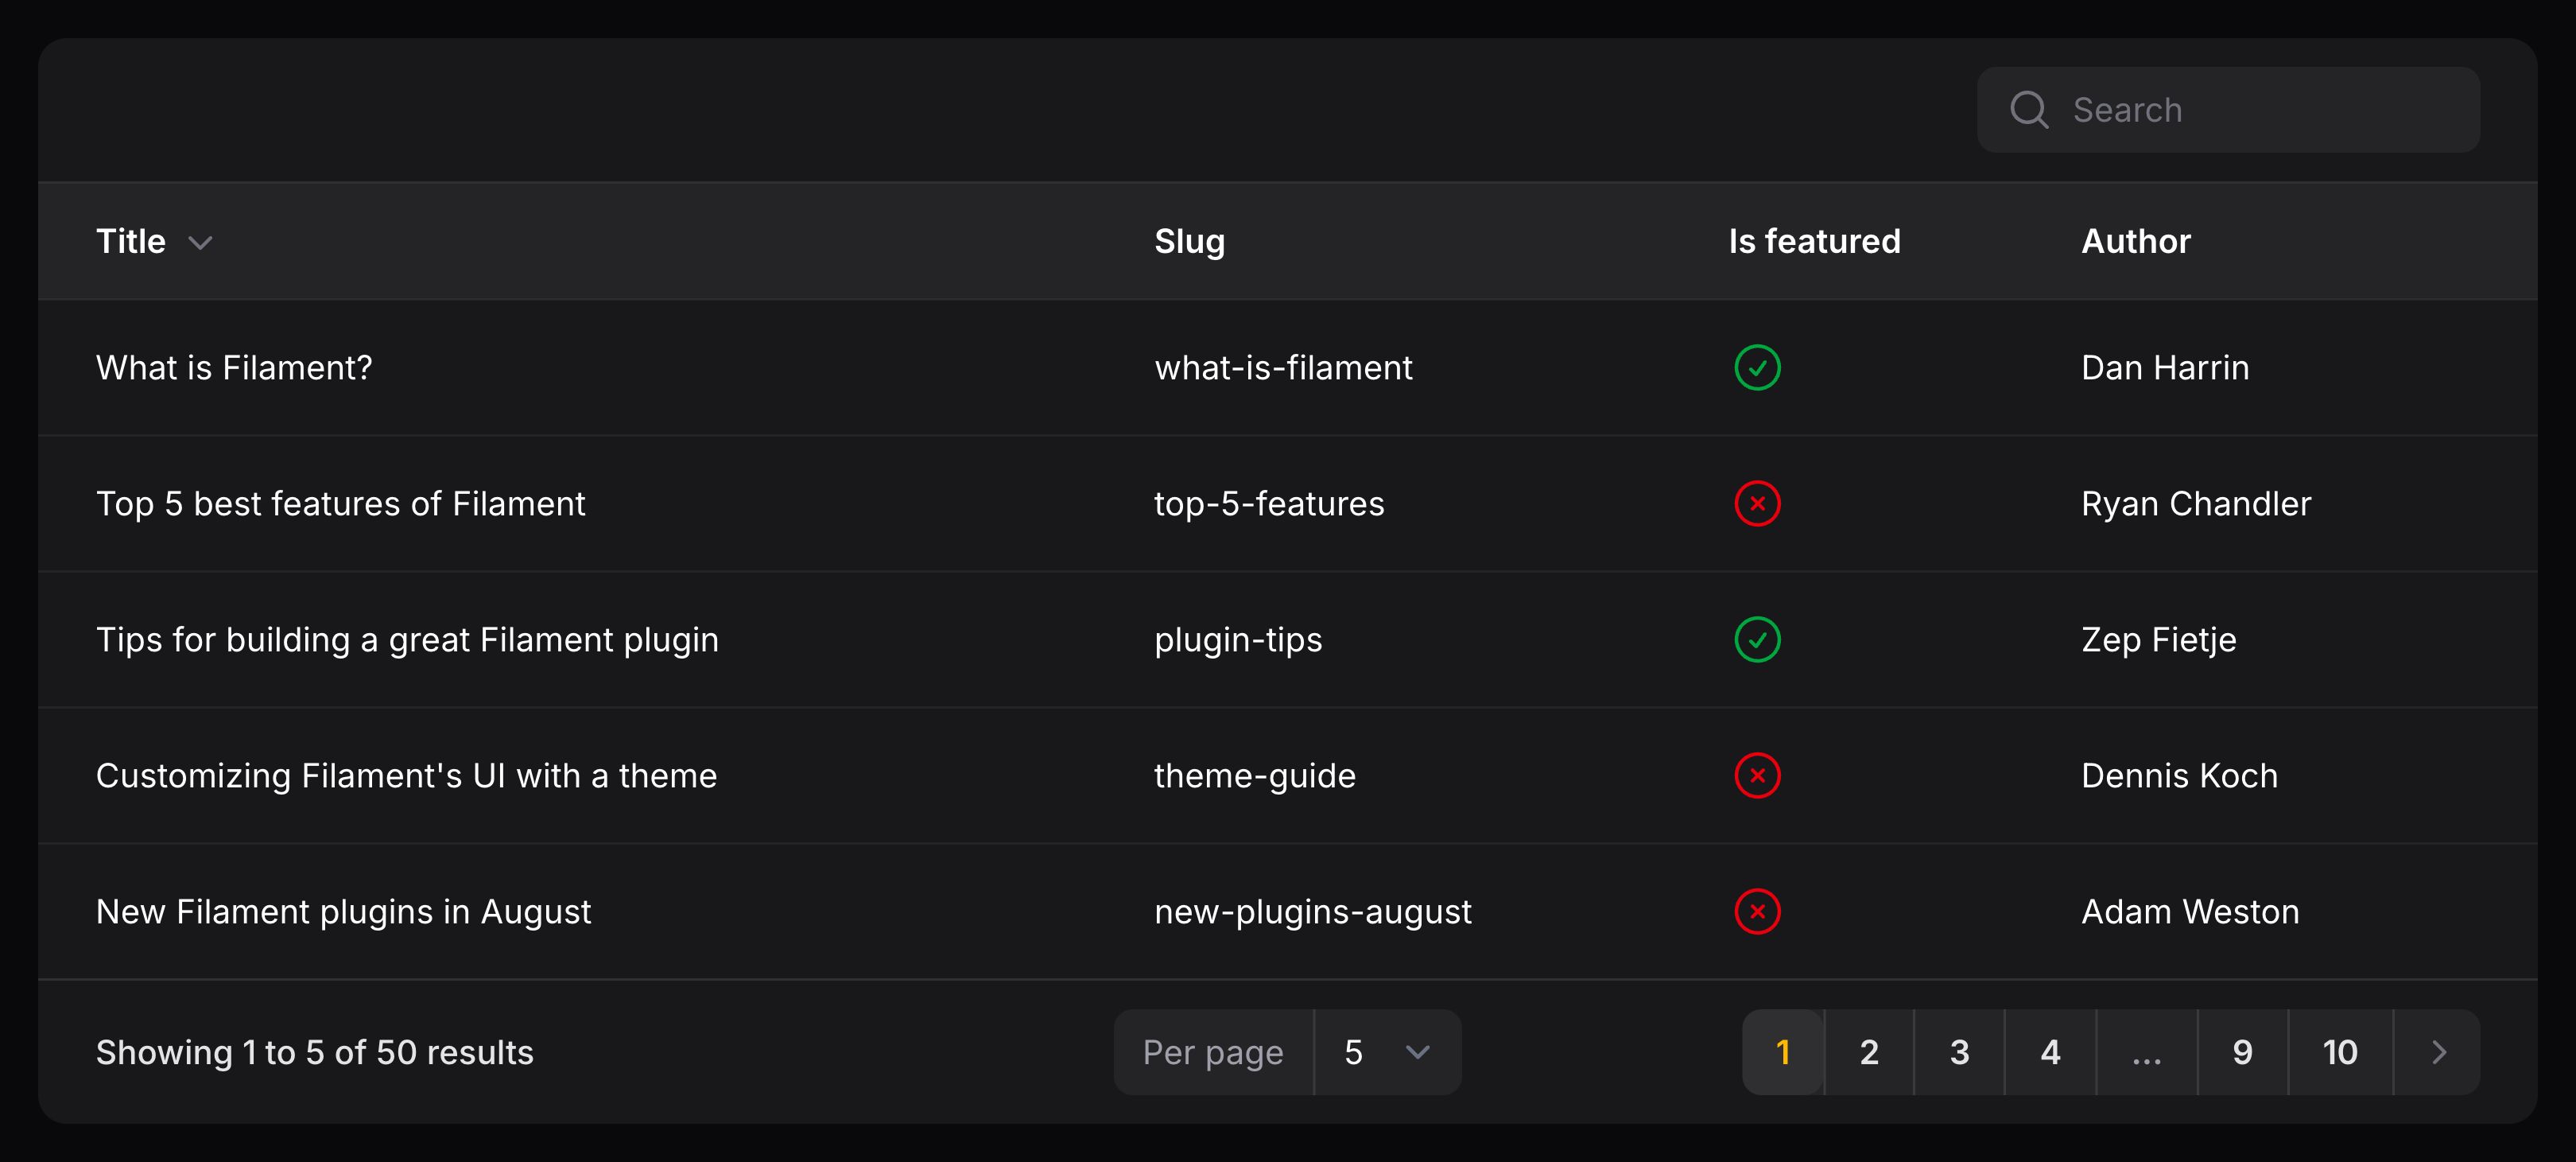 Search
Title Slug Is featured Author
What is Filament? what-is-filament Dan Harrin
Top 5 best features of Filament top-5-features Ryan Chandler
Tips for building a great Filament plugin plugin-tips Zep Fietje
Customizing Filament's UI with a theme theme-guide Dennis Koch
New Filament plugins in August new-plugins-august Adam Weston
Showing 1 to 5 of 50 results Per page 5 1 2 3 4 ... 9 10